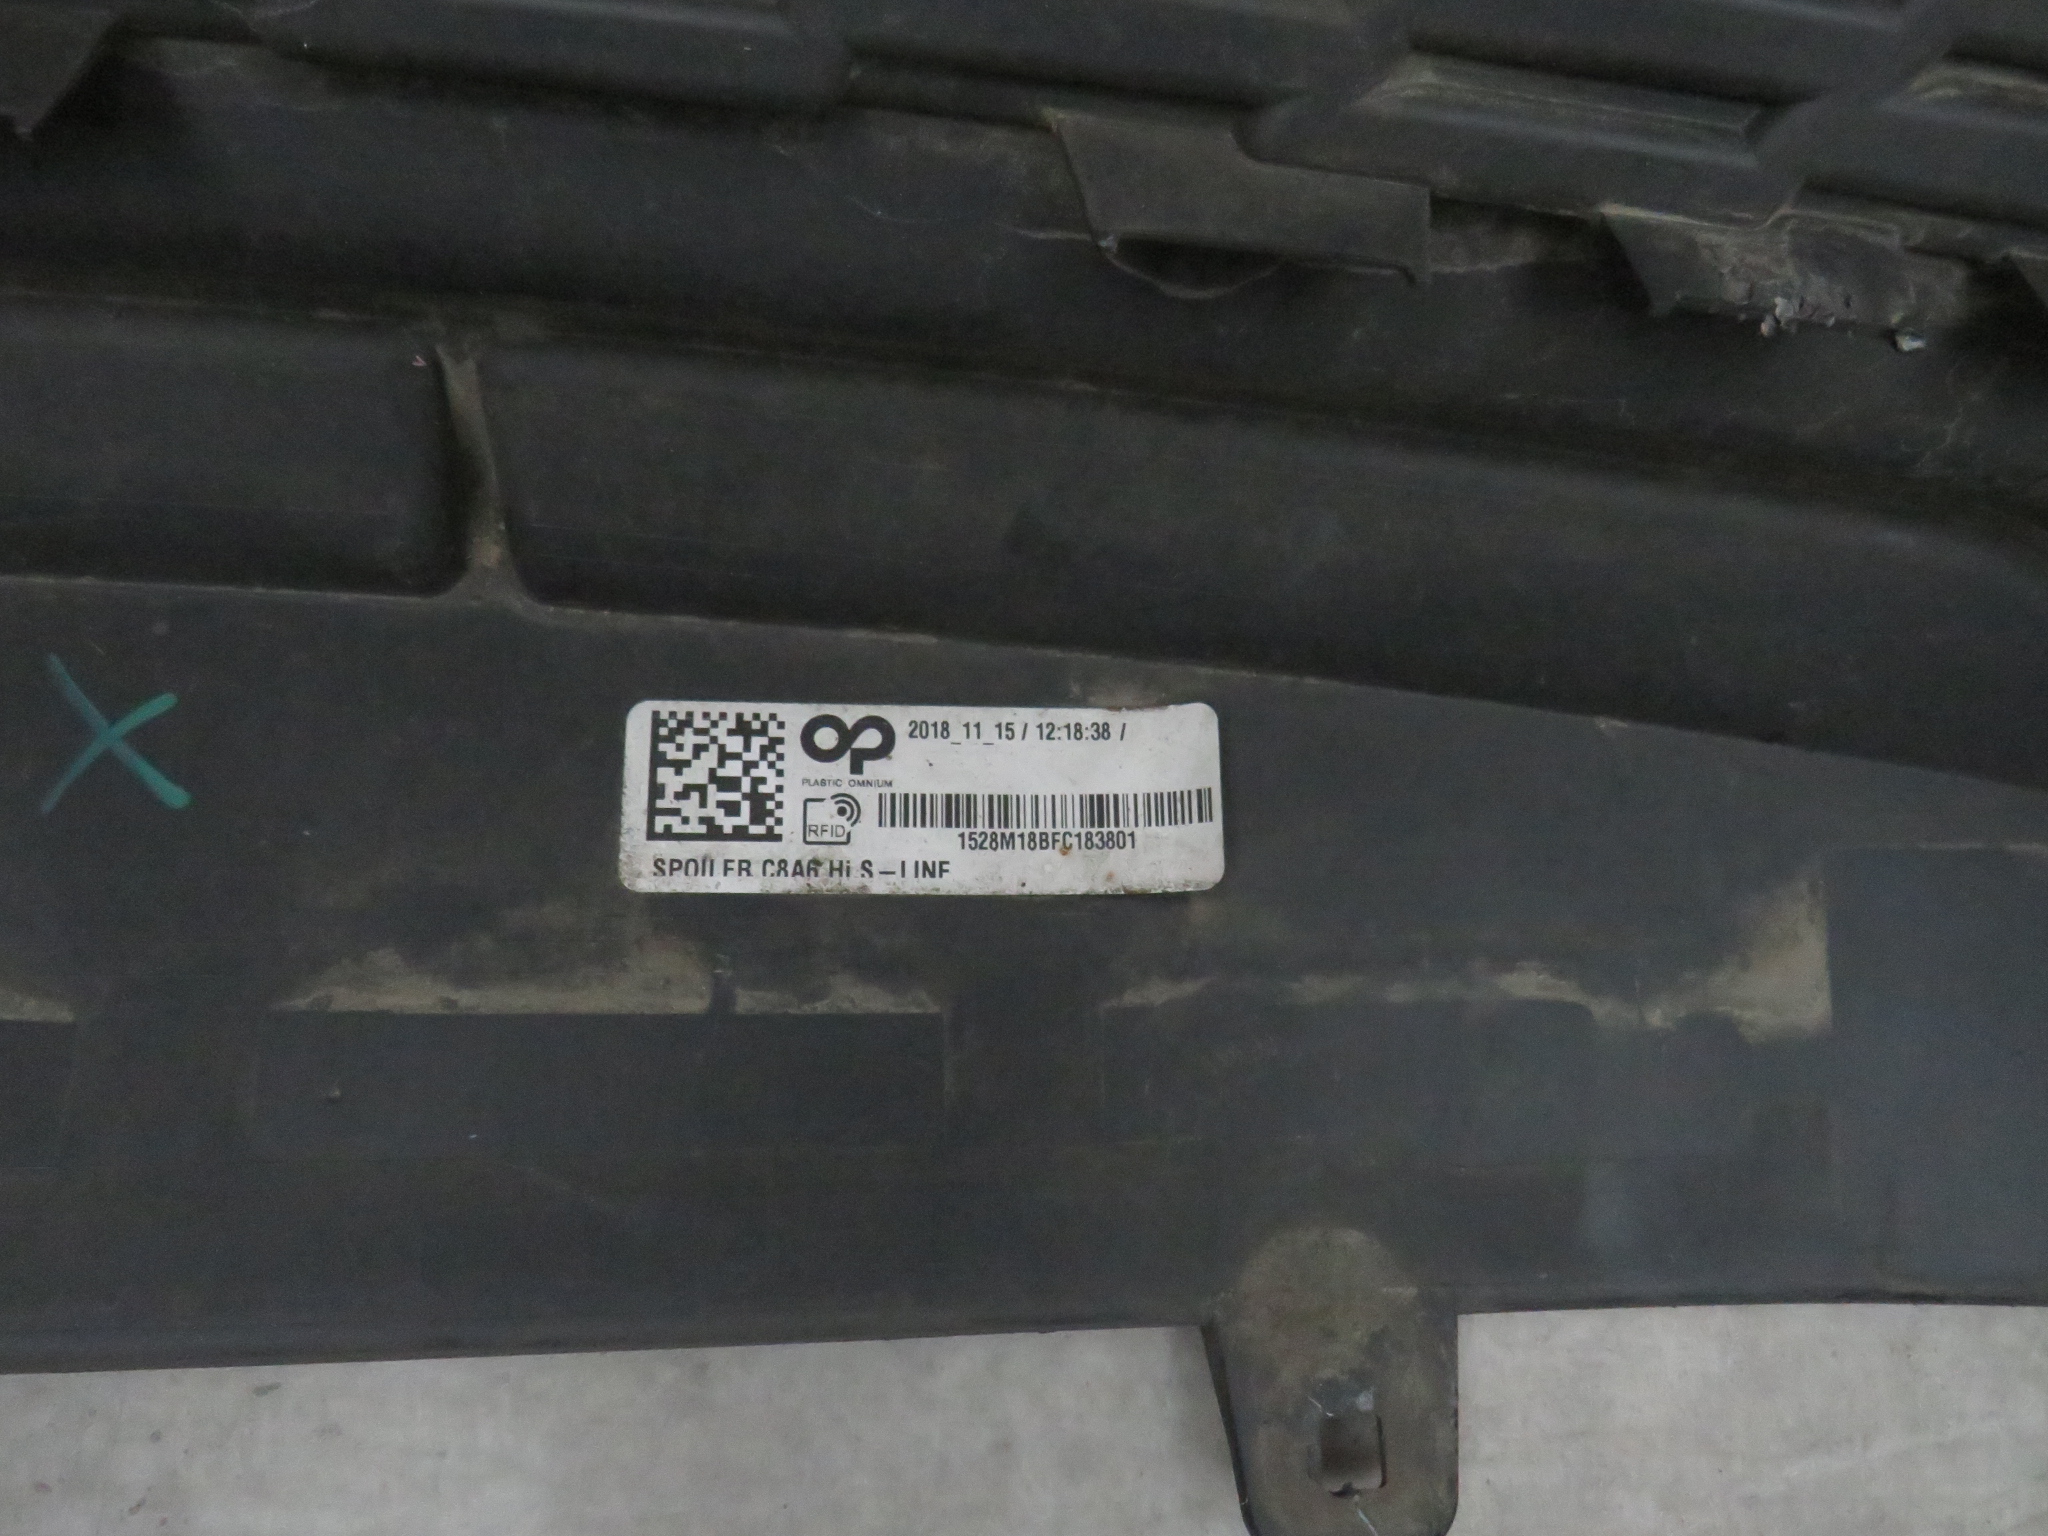 2018_11_15 / 12:18:38 /
PLASTIC OMNIUM
RFID
1528M18BFC183801
SPOILER C8A6 Hi S-LINE